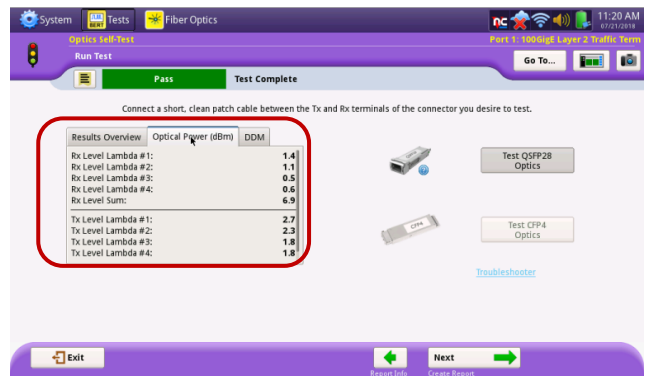 System Tests Fiber Optics 11:20 AM
07/21/2018
Optics Self-Test Port 1: 100GigE Layer 2 Traffic Term
Run Test Go To...
Pass Test Complete
Connect a short, clean patch cable between the Tx and Rx terminals of the connector you desire to test.
Results Overview Optical Power (dBm) DDM
Rx Level Lambda #1: 1.4
Rx Level Lambda #2: 1.1
Rx Level Lambda #3: 0.5
Rx Level Lambda #4: 0.6
Rx Level Sum: 6.9
Tx Level Lambda #1: 2.7
Tx Level Lambda #2: 2.3
Tx Level Lambda #3: 1.8
Tx Level Lambda #4: 1.8
Test QSFP28
Optics
CFP4
Test CFP4
Optics
Troubleshooter
Exit Next
Report Info Create Report